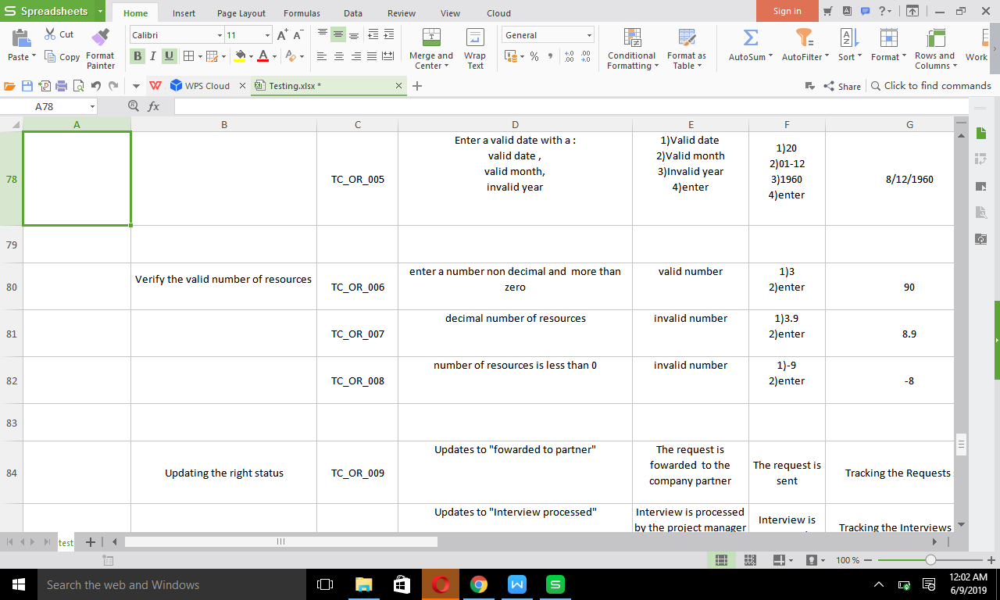 Spreadsheets
Home Insert Page Layout Formulas Data Review View Cloud
Sign in
Paste
Cut
Copy
Format Painter
Calibri 11
B I U
Merge and Center
Wrap Text
General
Conditional Formatting
Format as Table
AutoSum
AutoFilter
Sort
Format
Rows and Columns
Work
WPS Cloud
Testing.xlsx *
Share
Click to find commands
A78
fx
A B C D E F G
78
TC_OR_005
Enter a valid date with a :
valid date ,
valid month,
invalid year
1)Valid date
2)Valid month
3)Invalid year
4)enter
1)20
2)01-12
3)1960
4)enter
8/12/1960
79
80
Verify the valid number of resources
TC_OR_006
enter a number non decimal and more than
zero
valid number
1)3
2)enter
90
81
TC_OR_007
decimal number of resources
invalid number
1)3.9
2)enter
8.9
82
TC_OR_008
number of resources is less than 0
invalid number
1)-9
2)enter
-8
83
84
Updating the right status
TC_OR_009
Updates to "fowarded to partner"
The request is
fowarded to the
company partner
The request is
sent
Tracking the Requests
Updates to "Interview processed"
Interview is processed
by the project manager
Interview is
Tracking the Interviews
test
100 %
Search the web and Windows
12:02 AM
6/9/2019